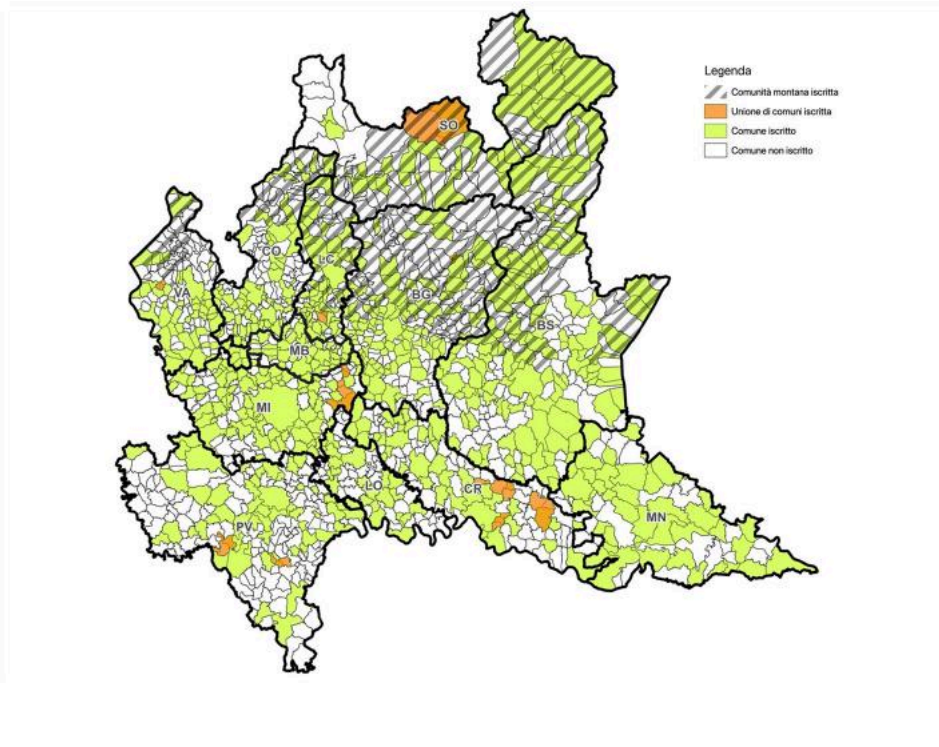 Legenda
Comunità montana iscritta
Unione di comuni iscritta
Comune iscritto
Comune non iscritto
SO
CO
LC
VA
BG
BS
MB
MI
LO
CR
MN
PV